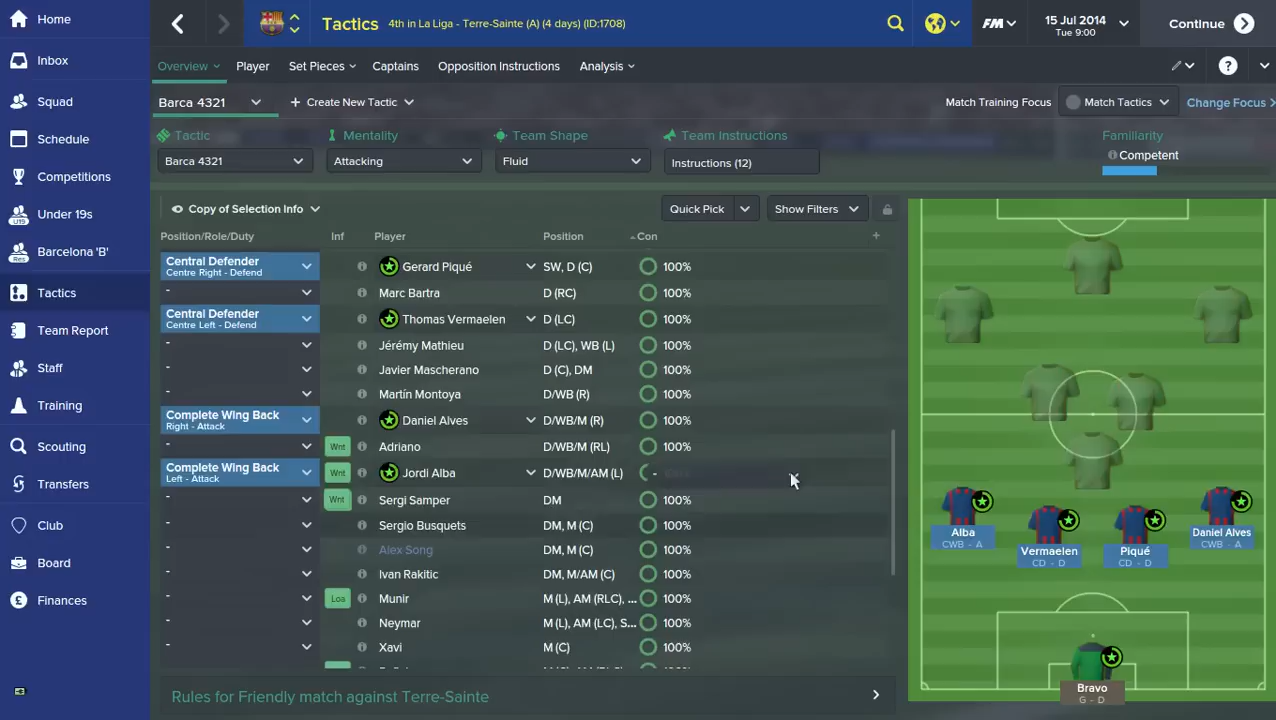 Home
Tactics
4th in La Liga - Terre-Sainte (A) (4 days) (ID:1708)
FM
15 Jul 2014
Tue 9:00
Continue
Inbox
Squad
Schedule
Competitions
Under 19s
Barcelona 'B'
Tactics
Team Report
Staff
Training
Scouting
Transfers
Club
Board
Finances
Overview
Player
Set Pieces
Captains
Opposition Instructions
Analysis
?
Barca 4321
+ Create New Tactic
Match Training Focus
Match Tactics
Change Focus
Tactic
Mentality
Team Shape
Team Instructions
Familiarity
Barca 4321
Attacking
Fluid
Instructions (12)
Competent
Copy of Selection Info
Quick Pick
Show Filters
Position/Role/Duty
Inf
Player
Position
Con
+
Central Defender
Centre Right - Defend
Gerard Piqué
SW, D (C)
100%
- Marc Bartra
D (RC)
100%
Central Defender
Centre Left - Defend
Thomas Vermaelen
D (LC)
100%
- Jérémy Mathieu
D (LC), WB (L)
100%
- Javier Mascherano
D (C), DM
100%
- Martín Montoya
D/WB (R)
100%
Complete Wing Back
Right - Attack
Daniel Alves
D/WB/M (R)
100%
- Wnt
Adriano
D/WB/M (RL)
100%
Complete Wing Back
Left - Attack
Wnt
Jordi Alba
D/WB/M/AM (L)
-
- Wnt
Sergi Samper
DM
100%
- Sergio Busquets
DM, M (C)
100%
- Alex Song
DM, M (C)
100%
- Ivan Rakitic
DM, M/AM (C)
100%
- Loa
Munir
M (L), AM (RLC), ...
100%
- Neymar
M (L), AM (LC), S...
100%
- Xavi
M (C)
100%
Alba
CWB - A
Vermaelen
CD - D
Piqué
CD - D
Daniel Alves
CWB - A
Bravo
G - D
Rules for Friendly match against Terre-Sainte